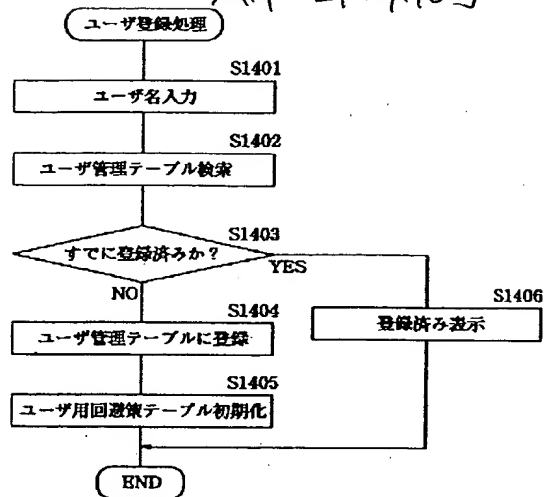 ユーザ登録処理
S1401
ユーザ名入力
S1402
ユーザ管理テーブル検索
S1403
すでに登録済みか?
YES
NO
S1404
ユーザ管理テーブルに登録
S1406
登録済み表示
S1405
ユーザ用回避策テーブル初期化
END